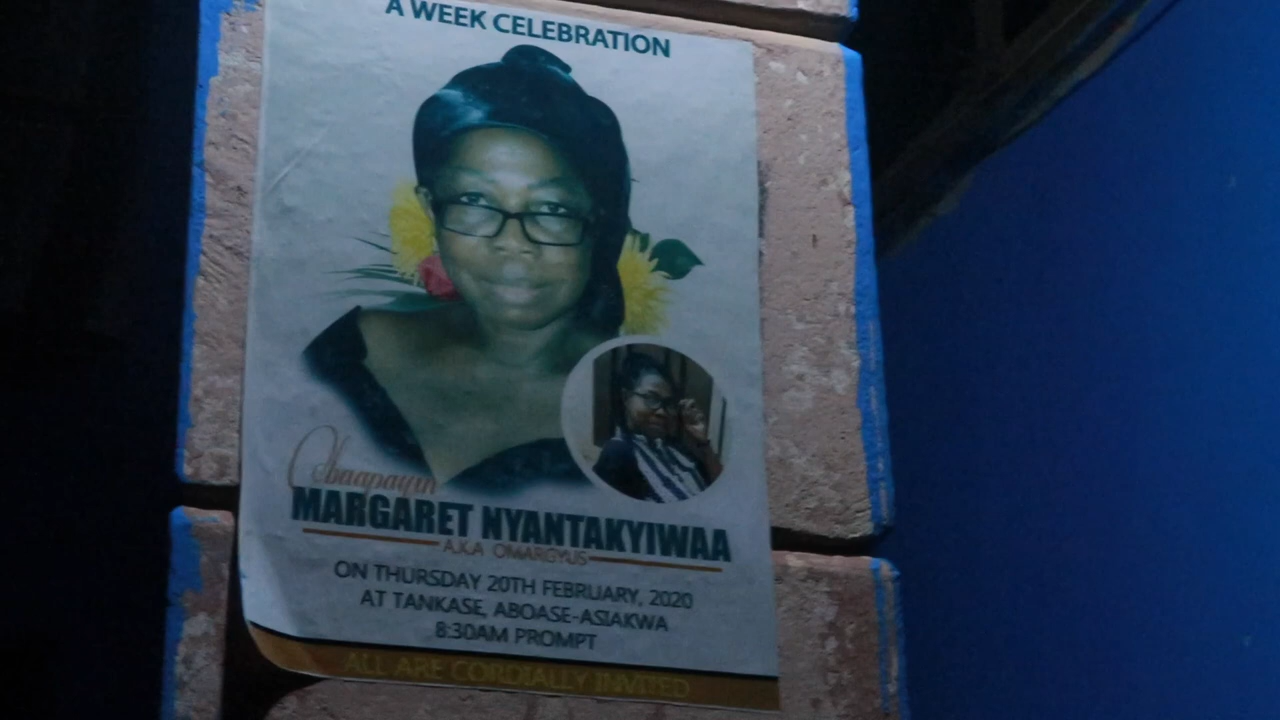 A WEEK CELEBRATION
Obaapayin
MARGARET NYANTAKYIWAA
A.K.A OMARGYUS
ON THURSDAY 20TH FEBRUARY, 2020
AT TANKASE, ABOASE-ASIAKWA
8:30AM PROMPT
ALL ARE CORDIALLY INVITED